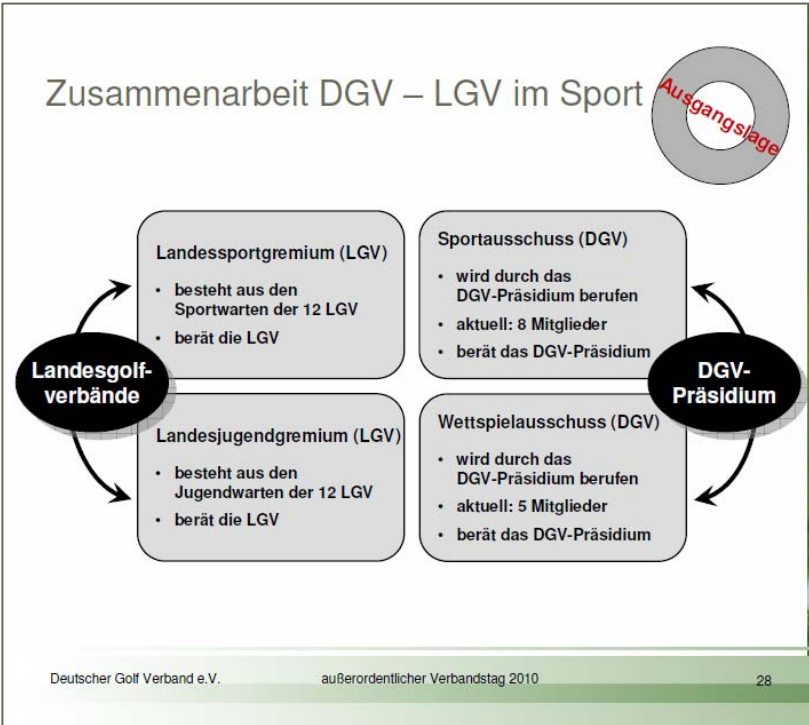 Zusammenarbeit DGV – LGV im Sport
Ausgangslage
Landessportgremium (LGV)
• besteht aus den
Sportwarten der 12 LGV
• berät die LGV
Sportausschuss (DGV)
• wird durch das
DGV-Präsidium berufen
• aktuell: 8 Mitglieder
• berät das DGV-Präsidium
Landesgolf-
verbände
DGV-
Präsidium
Landesjugendgremium (LGV)
• besteht aus den
Jugendwarten der 12 LGV
• berät die LGV
Wettspielausschuss (DGV)
• wird durch das
DGV-Präsidium berufen
• aktuell: 5 Mitglieder
• berät das DGV-Präsidium
Deutscher Golf Verband e.V. außerordentlicher Verbandstag 2010 28